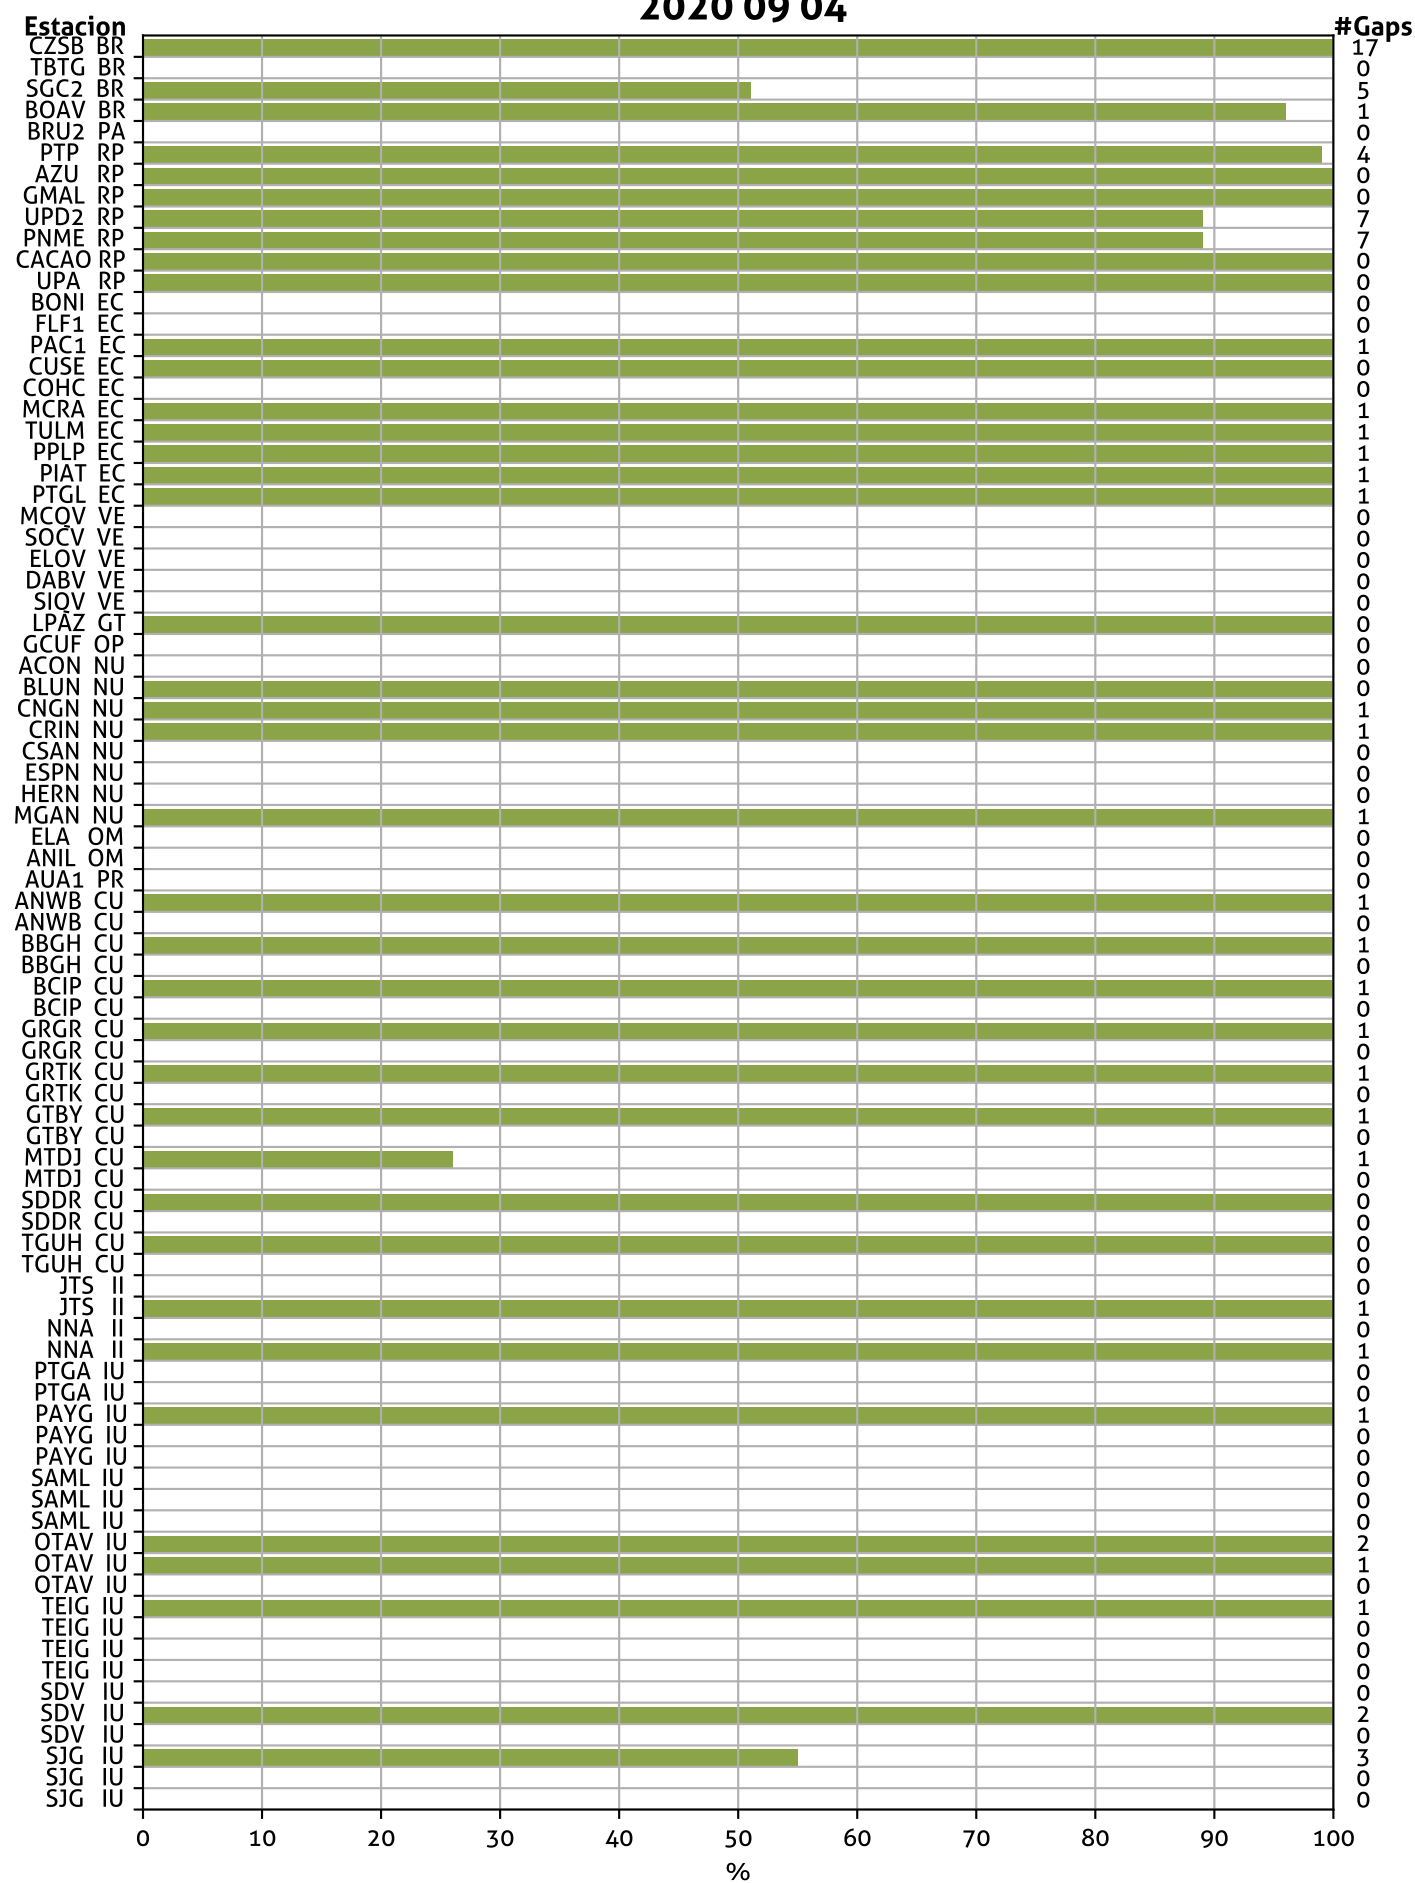 2020 09 04
Estacion #Gaps
CZSB BR 17
TBTG BR 0
SGC2 BR 5
BOAV BR 1
BRU2 PA 0
PTP RP 4
AZU RP 0
GMAL RP 0
UPD2 RP 7
PNME RP 7
CACAO RP 0
UPA RP 0
BONI EC 0
FLF1 EC 0
PAC1 EC 1
CUSE EC 0
COHC EC 0
MCRA EC 1
TULM EC 1
PPLP EC 1
PIAT EC 1
PTGL EC 1
MCQV VE 0
SOCV VE 0
ELOV VE 0
DABV VE 0
SIQV VE 0
LPAZ GT 0
GCUF OP 0
ACON NU 0
BLUN NU 0
CNGN NU 1
CRIN NU 1
CSAN NU 0
ESPN NU 0
HERN NU 0
MGAN NU 1
ELA OM 0
ANIL OM 0
AUA1 PR 0
ANWB CU 1
ANWB CU 0
BBGH CU 1
BBGH CU 0
BCIP CU 1
BCIP CU 0
GRGR CU 1
GRGR CU 0
GRTK CU 1
GRTK CU 0
GTBY CU 1
GTBY CU 0
MTDJ CU 1
MTDJ CU 0
SDDR CU 0
SDDR CU 0
TGUH CU 0
TGUH CU 0
JTS II 0
JTS II 1
NNA II 0
NNA II 1
PTGA IU 0
PTGA IU 0
PAYG IU 1
PAYG IU 0
PAYG IU 0
SAML IU 0
SAML IU 0
SAML IU 0
OTAV IU 2
OTAV IU 1
OTAV IU 0
TEIG IU 1
TEIG IU 0
TEIG IU 0
TEIG IU 0
SDV IU 0
SDV IU 2
SDV IU 0
SJG IU 3
SJG IU 0
SJG IU 0
0 10 20 30 40 50 60 70 80 90 100
%